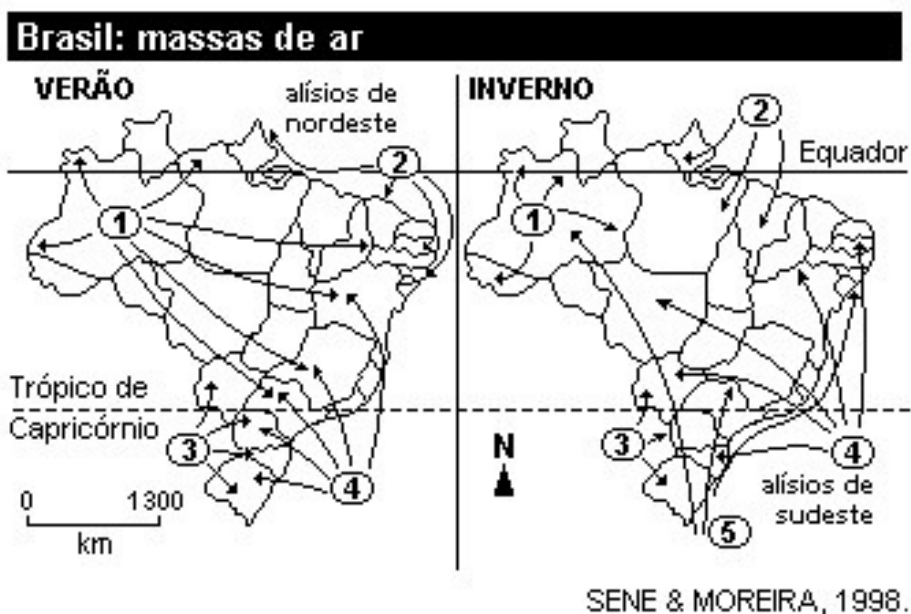 Brasil: massas de ar
VERÃO
alísios de
nordeste
2
1
Trópico de
Capricórnio
3
4
0 1300
km
INVERNO
2
Equador
1
3
4
N
alísios de
sudeste
5
SENE & MOREIRA, 1998.